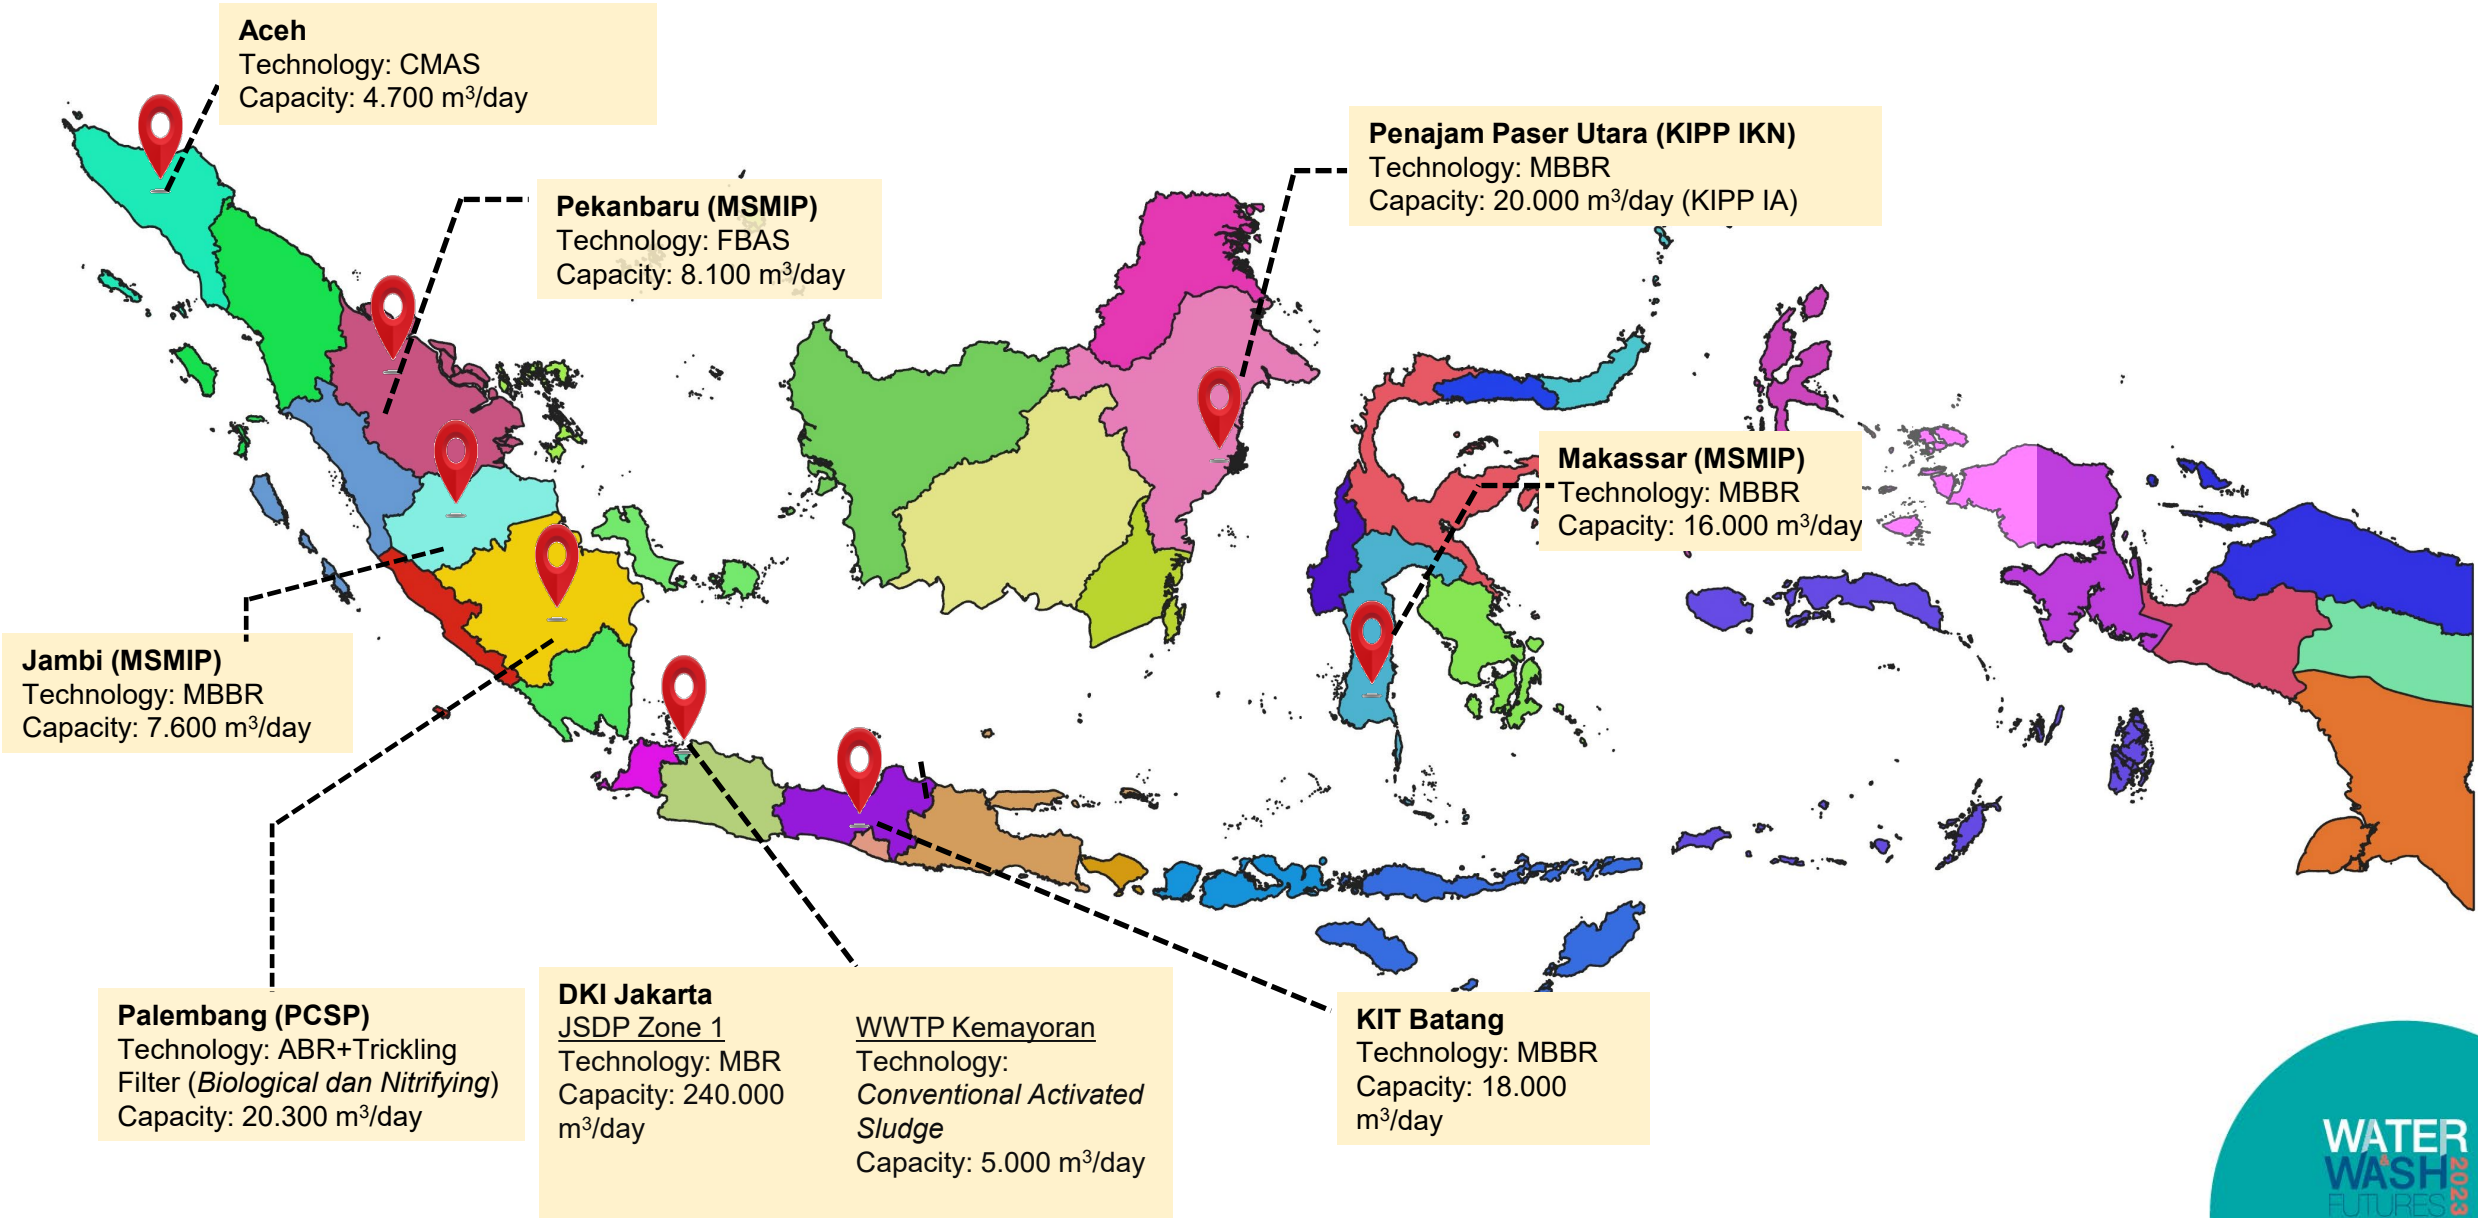 Aceh
Technology: CMAS
Capacity: 4.700 m³/day
Pekanbaru (MSMIP)
Technology: FBAS
Capacity: 8.100 m³/day
Penajam Paser Utara (KIPP IKN)
Technology: MBBR
Capacity: 20.000 m³/day (KIPP IA)
Makassar (MSMIP)
Technology: MBBR
Capacity: 16.000 m³/day
Jambi (MSMIP)
Technology: MBBR
Capacity: 7.600 m³/day
Palembang (PCSP)
Technology: ABR+Trickling
Filter (Biological dan Nitrifying)
Capacity: 20.300 m³/day
DKI Jakarta
JSDP Zone 1
Technology: MBR
Capacity: 240.000
m³/day
WWTP Kemayoran
Technology:
Conventional Activated
Sludge
Capacity: 5.000 m³/day
KIT Batang
Technology: MBBR
Capacity: 18.000
m³/day
WATER
&
WASH
FUTURES
2023